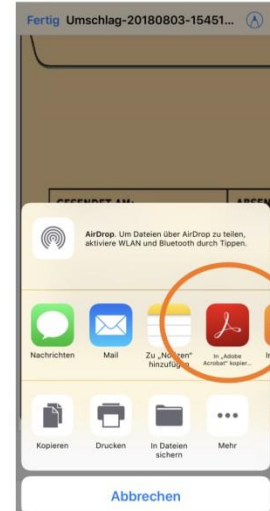 Fertig Umschlag-20180803-15451...
GESENDET AM:
AirDrop. Um Dateien über AirDrop zu teilen,
aktiviere WLAN und Bluetooth durch Tippen.
Nachrichten
Mail
Zu „Notizen“
hinzufügen
In „Adobe
Acrobat“ kopier...
Kopieren
Drucken
In Dateien
sichern
Mehr
Abbrechen